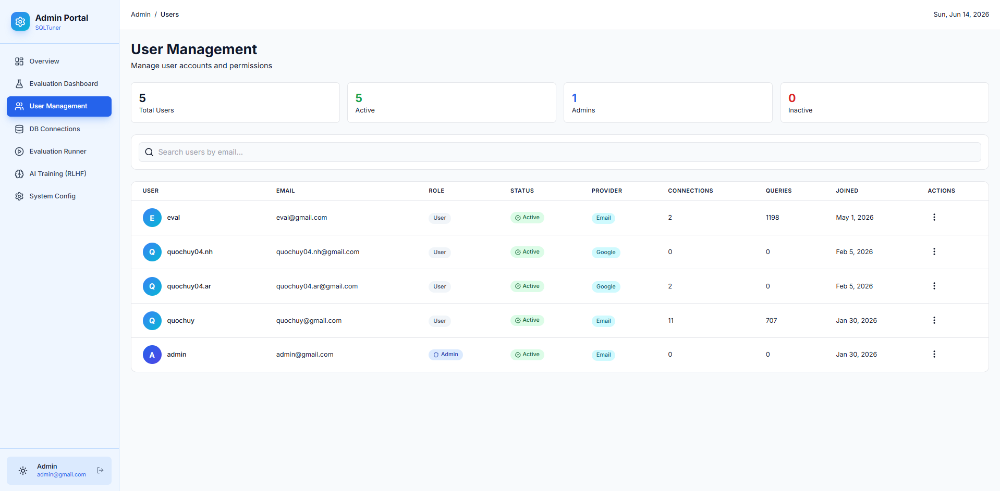 Admin Portal
SQLTuner
Overview
Evaluation Dashboard
User Management
DB Connections
Evaluation Runner
AI Training (RLHF)
System Config
Admin
admin@gmail.com
Admin / Users
Sun, Jun 14, 2026
User Management
Manage user accounts and permissions
5
Total Users
5
Active
1
Admins
0
Inactive
Search users by email...
USER EMAIL ROLE STATUS PROVIDER CONNECTIONS QUERIES JOINED ACTIONS
E eval eval@gmail.com User Active Email 2 1198 May 1, 2026
Q quochuy04.nh quochuy04.nh@gmail.com User Active Google 0 0 Feb 5, 2026
Q quochuy04.ar quochuy04.ar@gmail.com User Active Google 2 0 Feb 5, 2026
Q quochuy quochuy@gmail.com User Active Email 11 707 Jan 30, 2026
A admin admin@gmail.com Admin Active Email 0 0 Jan 30, 2026